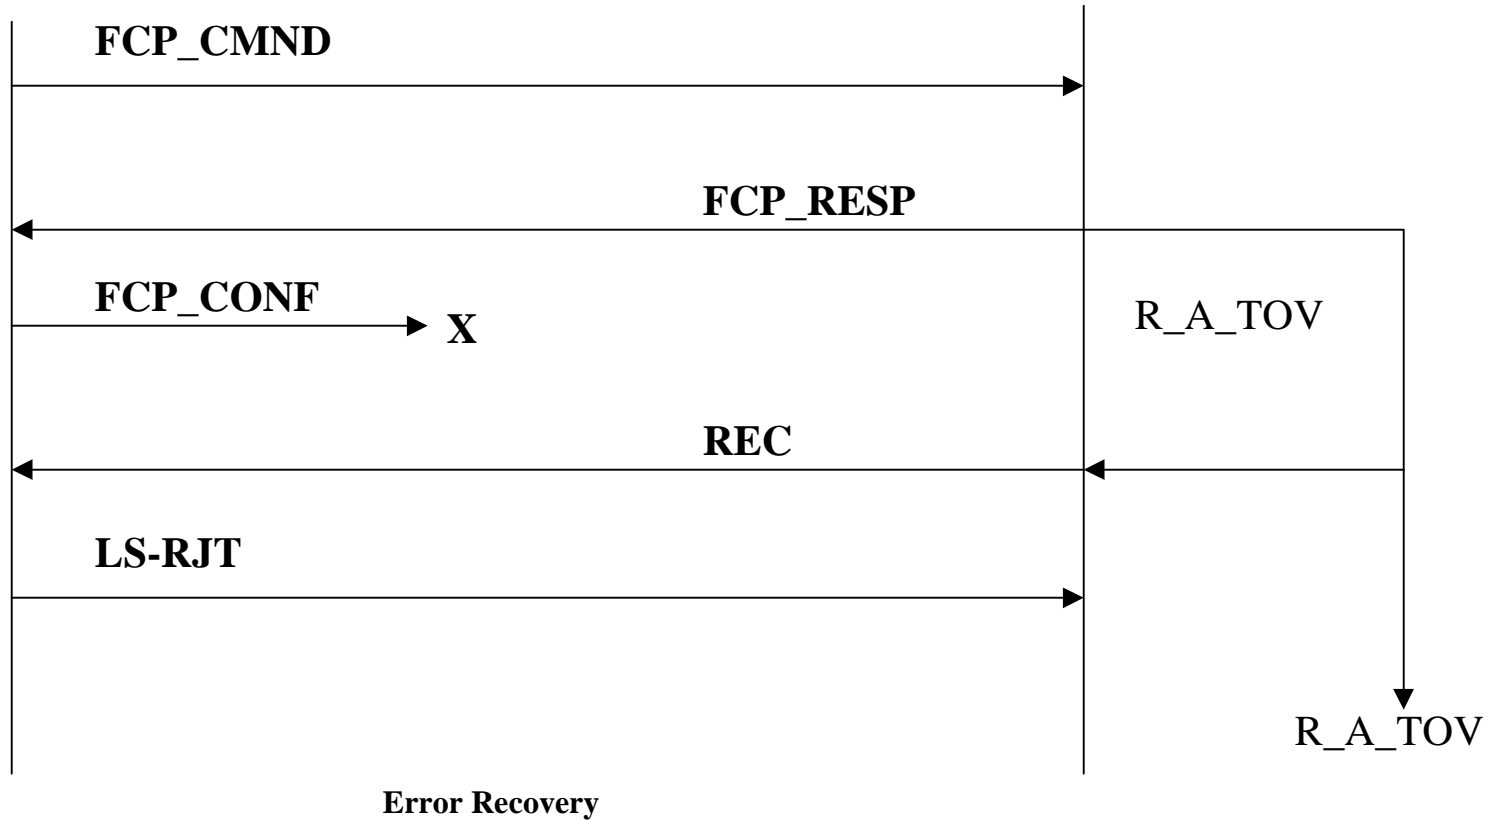 FCP_CMND
FCP_RESP
FCP_CONF
X
R_A_TOV
REC
LS-RJT
R_A_TOV
Error Recovery